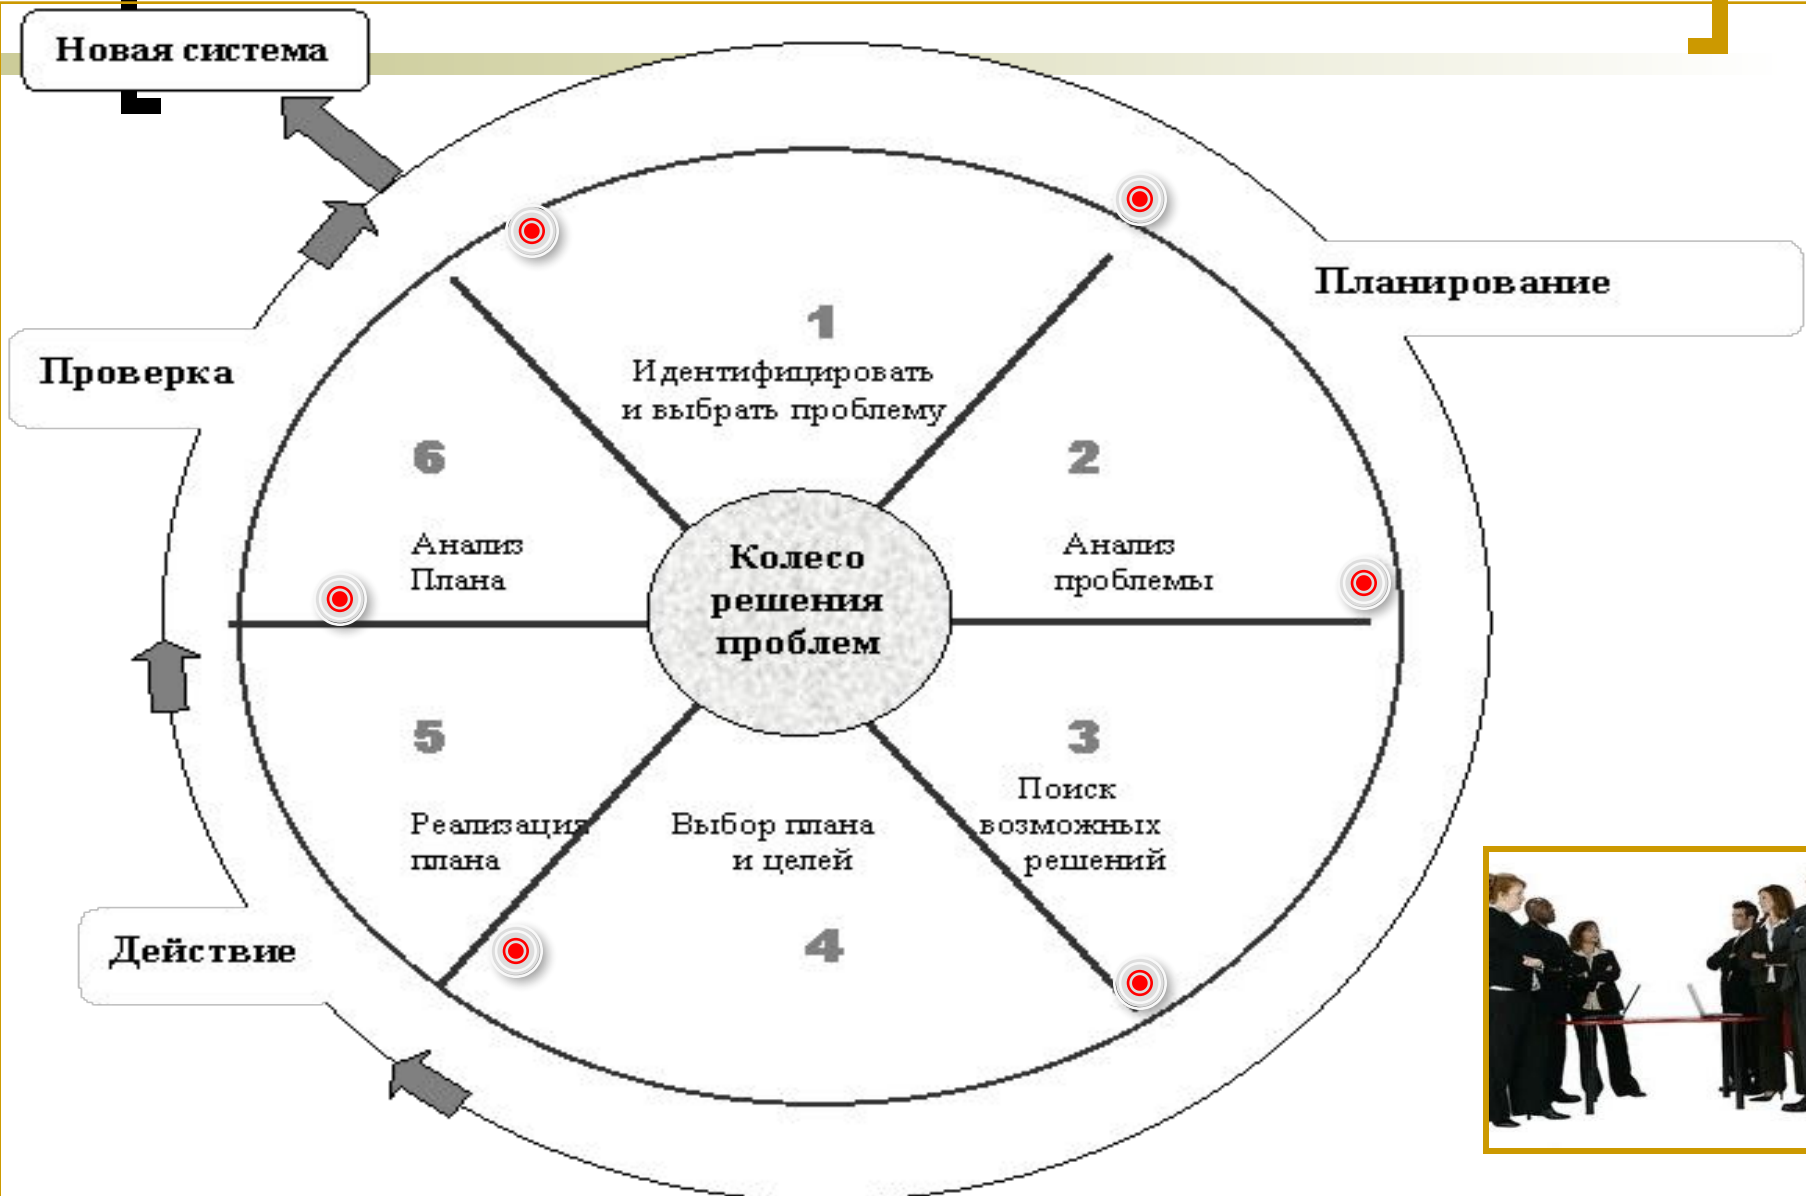 Новая система
Планирование
Проверка
Действие
Колесо
решения
проблем
1
Идентифицировать
и выбрать проблему
2
Анализ
проблемы
3
Поиск
возможных
решений
Выбор плана
и целей
4
5
Реализация
плана
6
Анализ
Плана